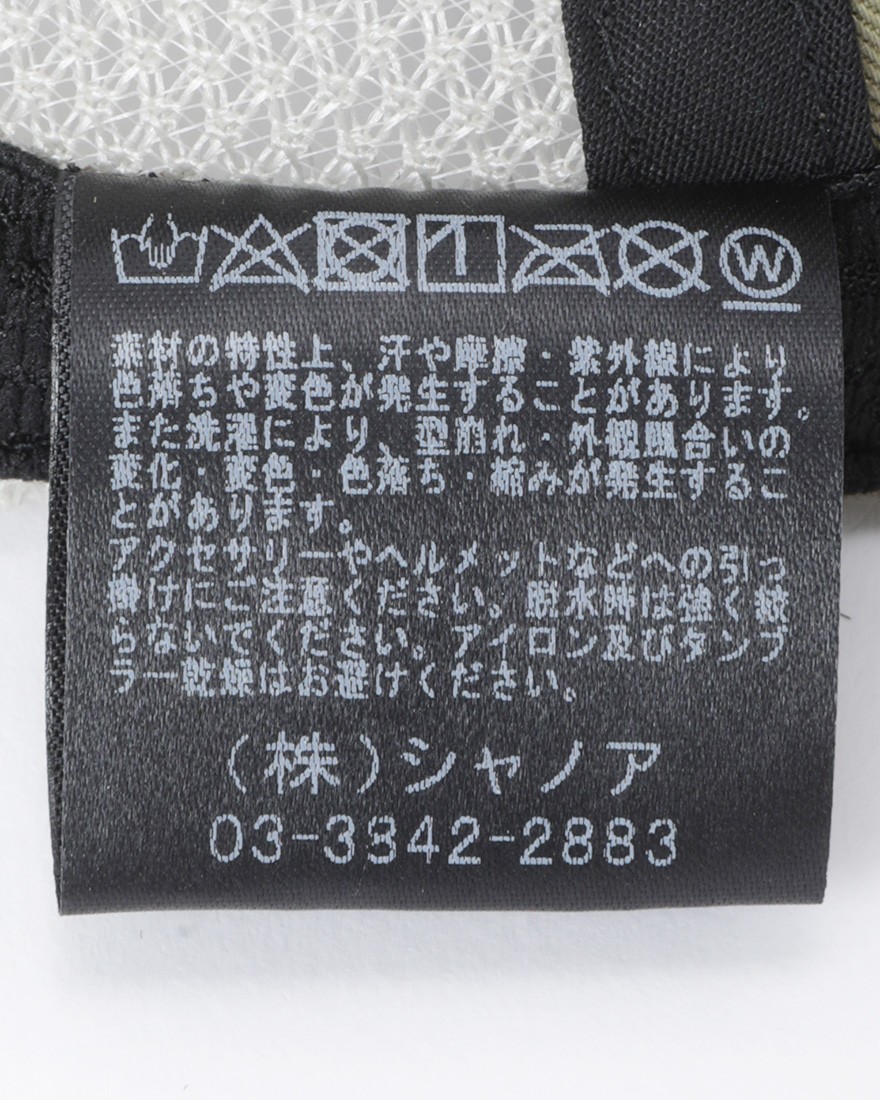 W
素材の特性上、汗や摩擦・紫外線により
色落ちや変色が発生することがあります。
また洗濯により、型崩れ・外観風合いの
変化・変色・色落ち・縮みが発生するこ
とがあります。
アクセサリーやヘルメットなどへの引っ
掛けにご注意ください。脱水時は強く絞
らないでください。アイロン及びタンブ
ラー乾燥はお避けください。
(株)シャノア
03-3342-2883